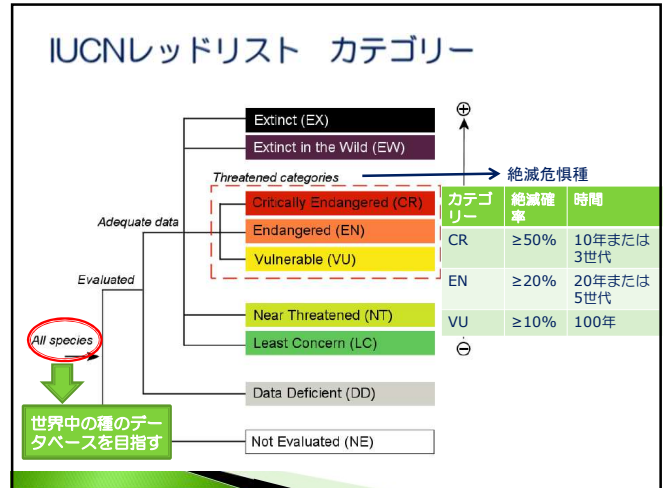 IUCNレッドリスト　カテゴリー
Extinct (EX)
Extinct in the Wild (EW)
Threatened categories
絶滅危惧種
Critically Endangered (CR)
Adequate data
Endangered (EN)
Vulnerable (VU)
カテゴリー 絶滅確率 時間
CR ≥50% 10年または
3世代
EN ≥20% 20年または
5世代
VU ≥10% 100年
Evaluated
Near Threatened (NT)
All species
Least Concern (LC)
Data Deficient (DD)
世界中の種のデー
タベースを目指す
Not Evaluated (NE)